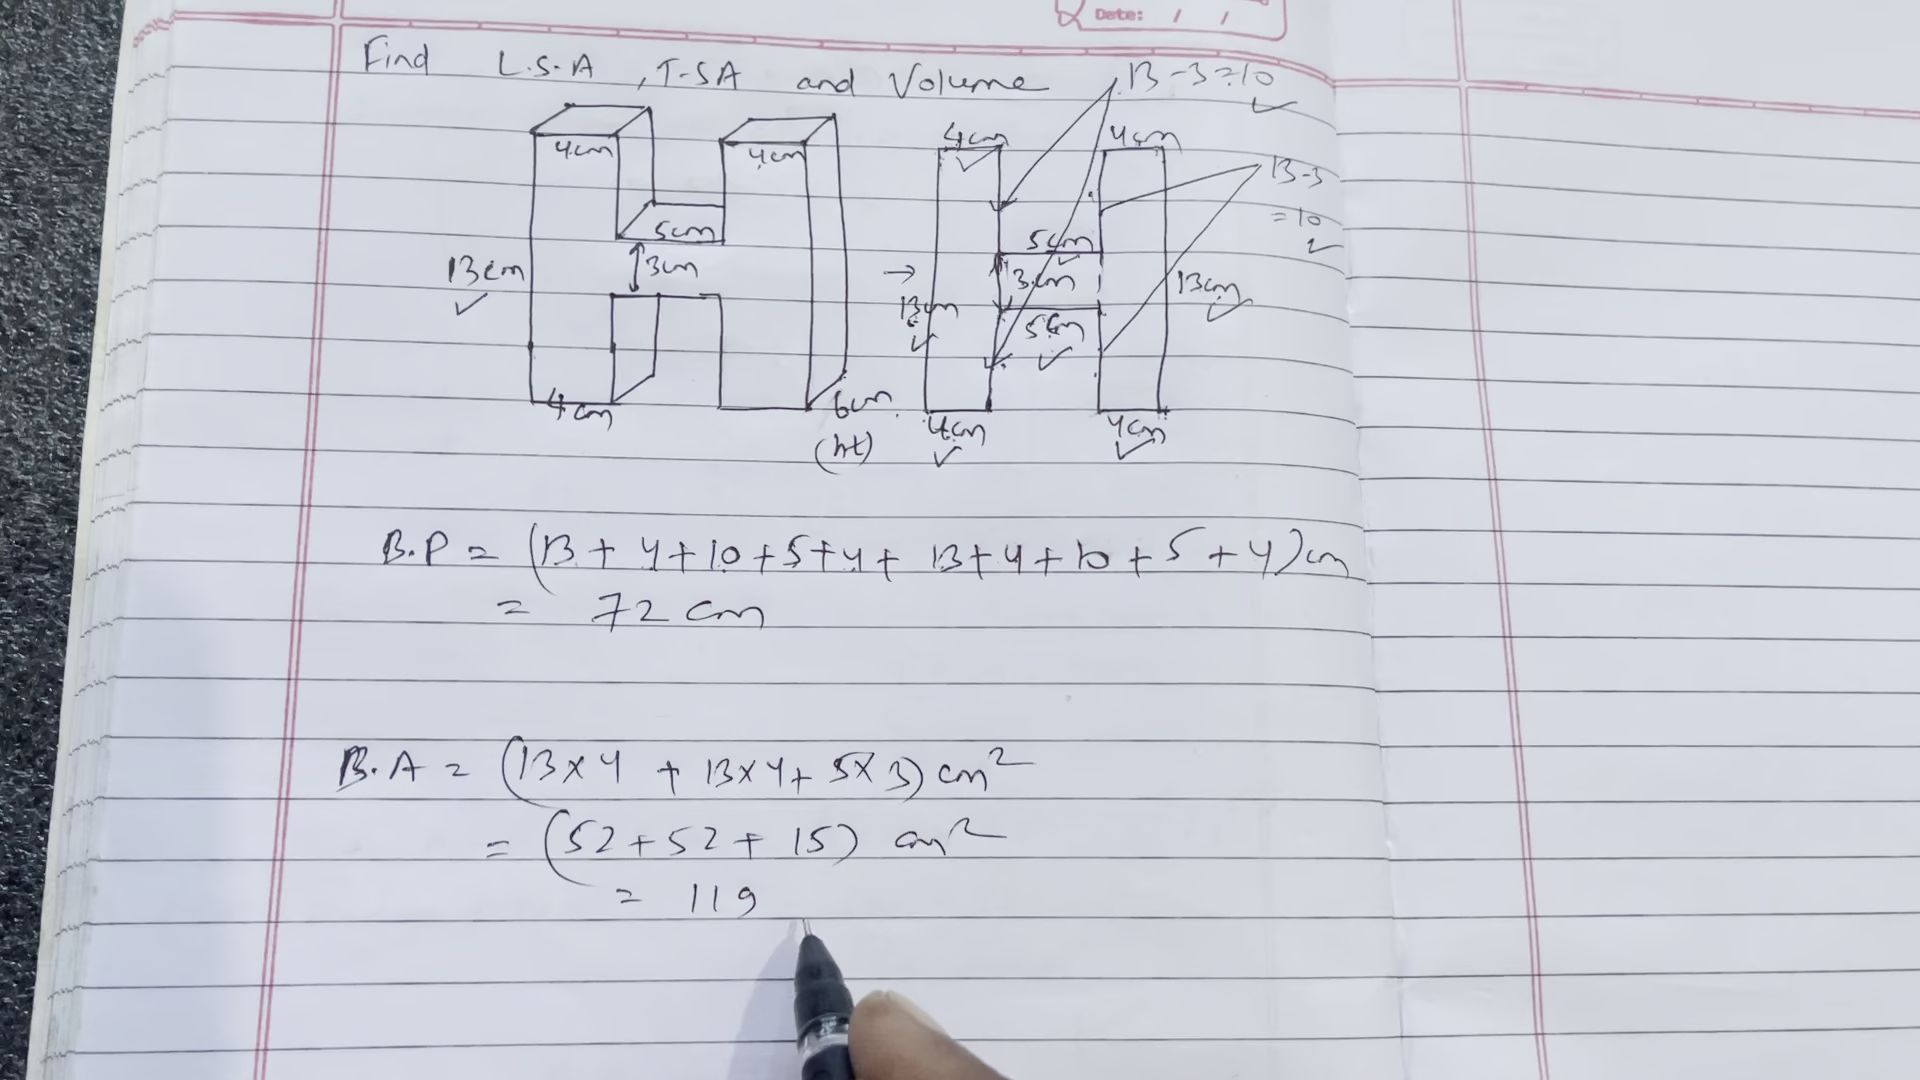 Date: / /
Find L.S.A , T.S.A and Volume
13-3=10
4cm
4cm
5cm
3cm
13cm
4cm
6cm
(ht)
→
4cm
4cm
13-3
=10
5cm
3cm
5cm
13cm
13cm
4cm
4cm
B.P = (13+4+10+5+4+13+4+10+5+4)cm
= 72 cm
B.A = (13×4 + 13×4+ 5×3) cm²
= (52+52+15) cm²
= 119